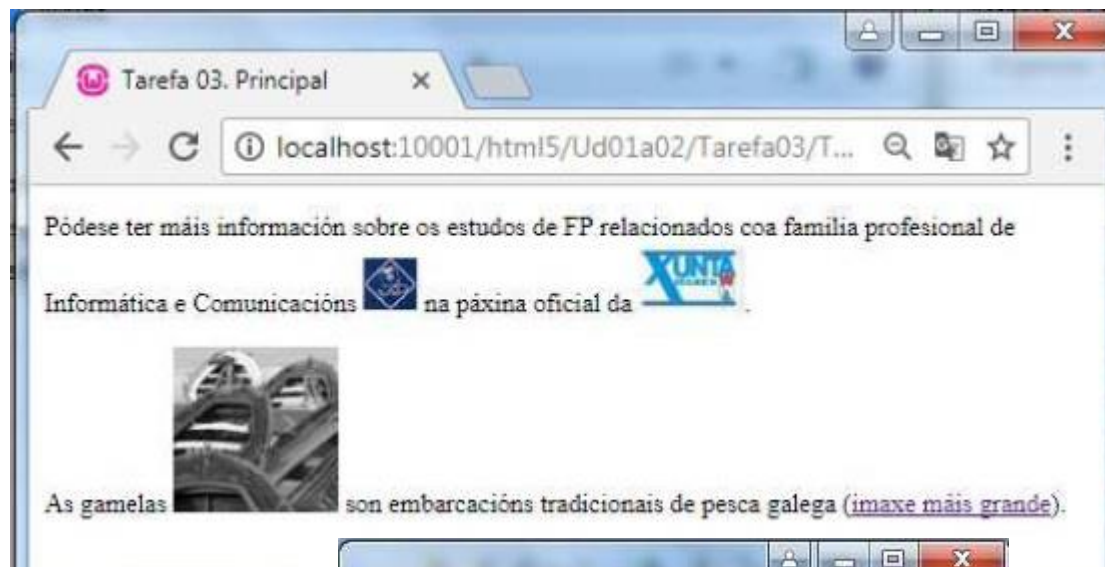 Tarefa 03. Principal
localhost:10001/html5/Ud01a02/Tarefa03/T...
Pódese ter máis información sobre os estudos de FP relacionados coa familia profesional de
Informática e Comunicacións na páxina oficial da XUNTA .
As gamelas son embarcacións tradicionais de pesca galega (imaxe máis grande).